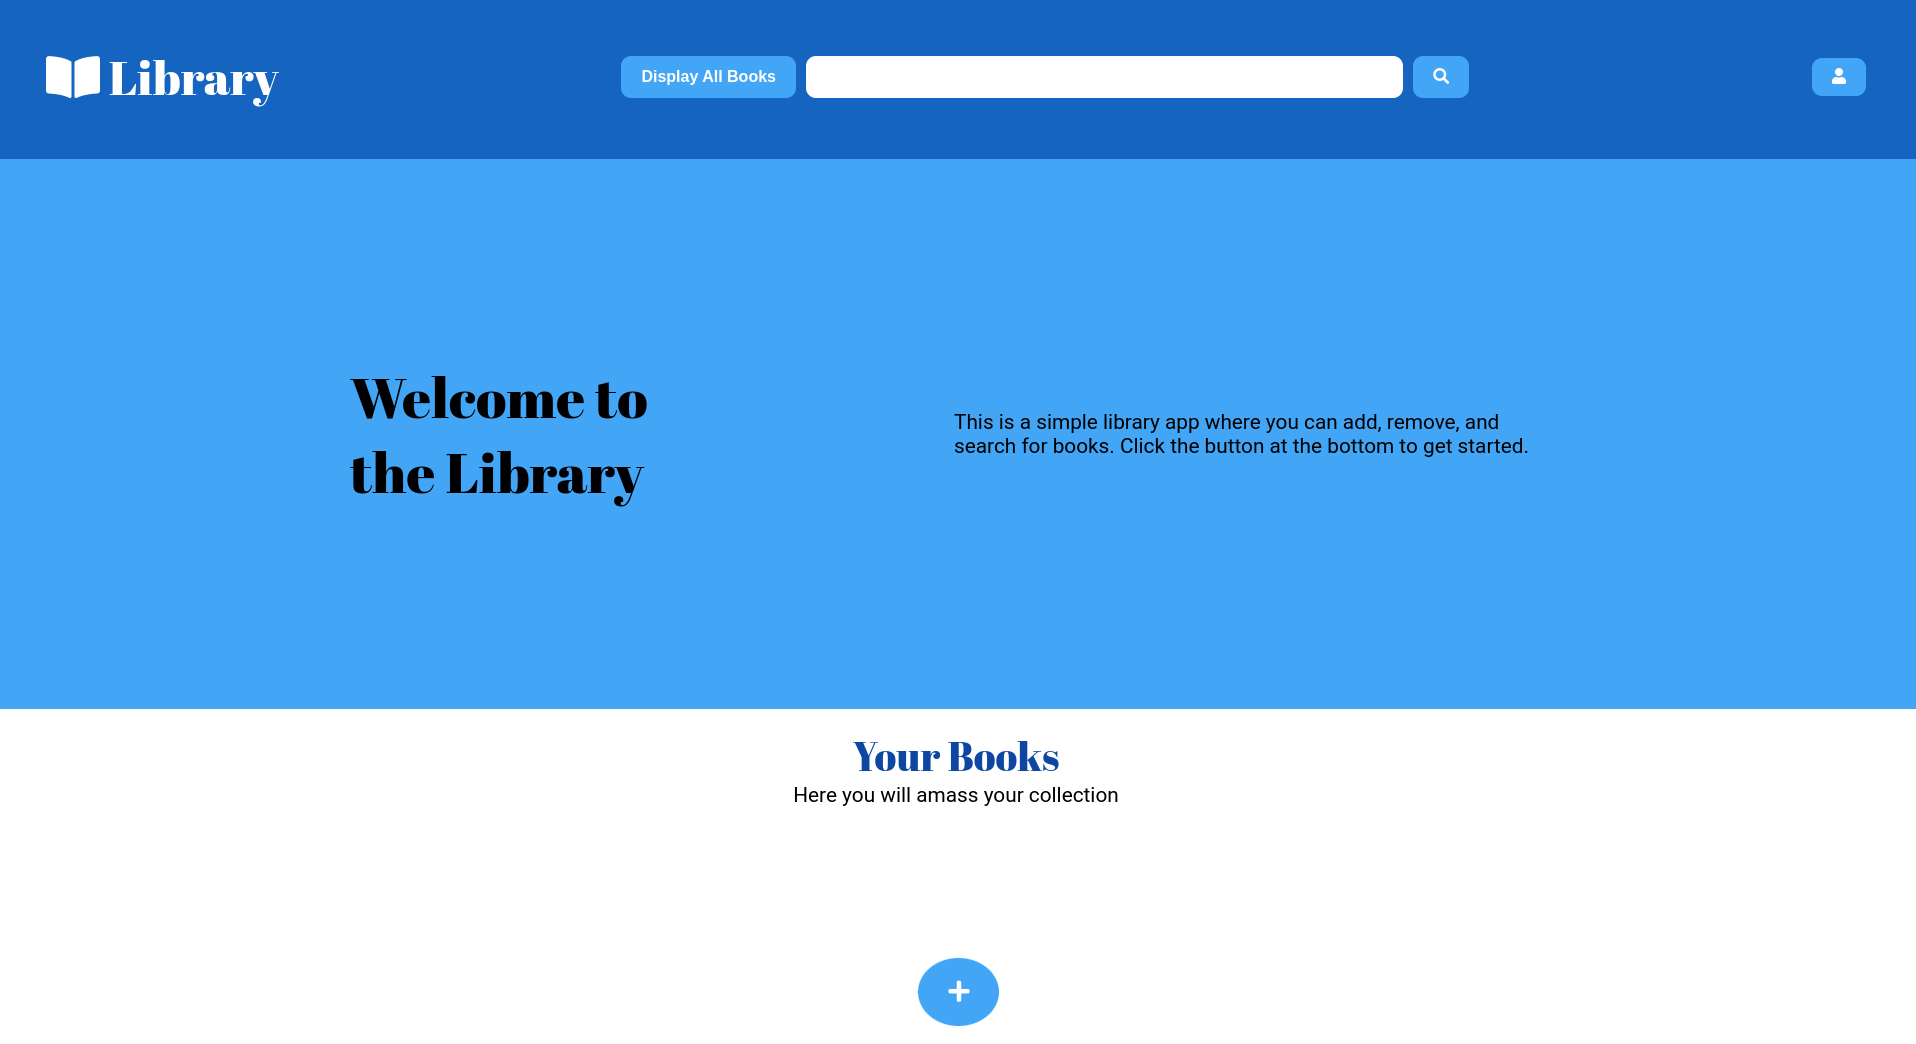 Library
Display All Books
Welcome to
the Library
This is a simple library app where you can add, remove, and
search for books. Click the button at the bottom to get started.
Your Books
Here you will amass your collection